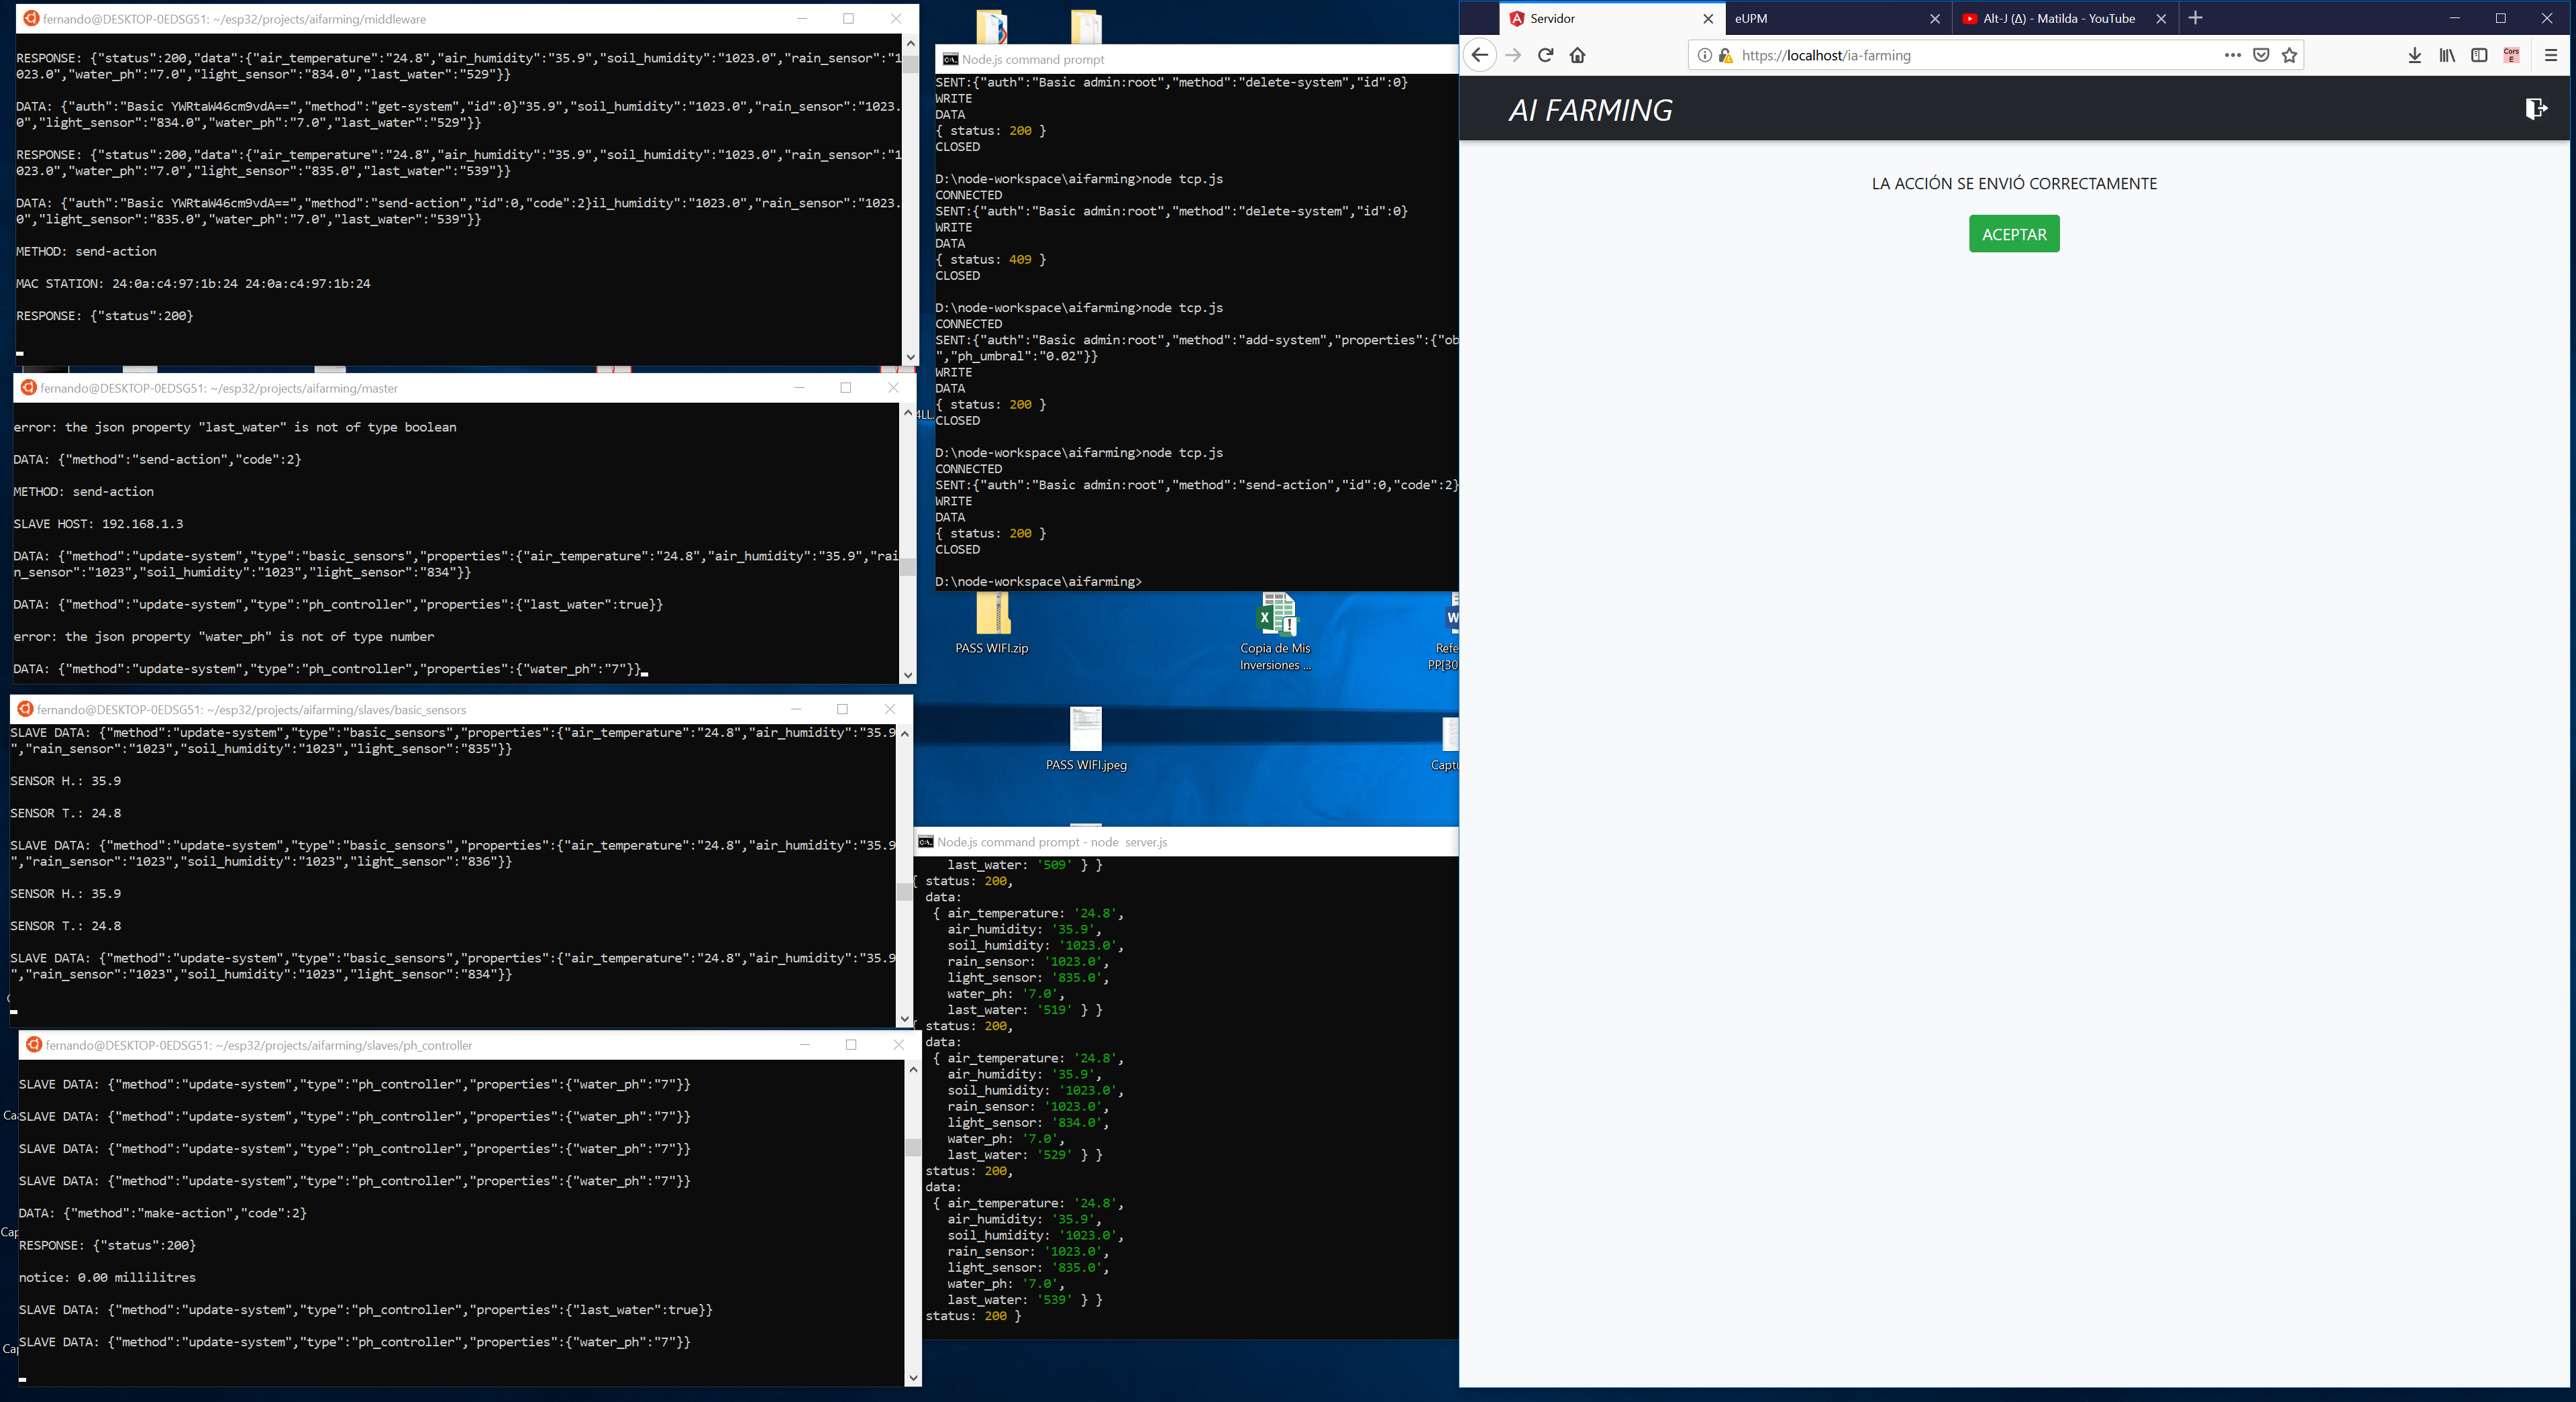 fernando@DESKTOP-0EDSG51: ~/esp32/projects/aifarming/middleware
RESPONSE: {"status":200,"data":{"air_temperature":"24.8","air_humidity":"35.9","soil_humidity":"1023.0","rain_sensor":"1
023.0","water_ph":"7.0","light_sensor":"834.0","last_water":"529"}}
DATA: {"auth":"Basic YWRtaW46cm9vdA==","method":"get-system","id":0}"35.9","soil_humidity":"1023.0","rain_sensor":"1023.
0","light_sensor":"834.0","water_ph":"7.0","last_water":"529"}}
RESPONSE: {"status":200,"data":{"air_temperature":"24.8","air_humidity":"35.9","soil_humidity":"1023.0","rain_sensor":"1
023.0","water_ph":"7.0","light_sensor":"835.0","last_water":"539"}}
DATA: {"auth":"Basic YWRtaW46cm9vdA==","method":"send-action","id":0,"code":2}il_humidity":"1023.0","rain_sensor":"1023.
0","light_sensor":"835.0","water_ph":"7.0","last_water":"539"}}
METHOD: send-action
MAC STATION: 24:0a:c4:97:1b:24 24:0a:c4:97:1b:24
RESPONSE: {"status":200}
fernando@DESKTOP-0EDSG51: ~/esp32/projects/aifarming/master
error: the json property "last_water" is not of type boolean
DATA: {"method":"send-action","code":2}
METHOD: send-action
SLAVE HOST: 192.168.1.3
DATA: {"method":"update-system","type":"basic_sensors","properties":{"air_temperature":"24.8","air_humidity":"35.9","rai
n_sensor":"1023","soil_humidity":"1023","light_sensor":"834"}}
DATA: {"method":"update-system","type":"ph_controller","properties":{"last_water":true}}
error: the json property "water_ph" is not of type number
DATA: {"method":"update-system","type":"ph_controller","properties":{"water_ph":"7"}}
fernando@DESKTOP-0EDSG51: ~/esp32/projects/aifarming/slaves/basic_sensors
SLAVE DATA: {"method":"update-system","type":"basic_sensors","properties":{"air_temperature":"24.8","air_humidity":"35.9
","rain_sensor":"1023","soil_humidity":"1023","light_sensor":"835"}}
SENSOR H.: 35.9
SENSOR T.: 24.8
SLAVE DATA: {"method":"update-system","type":"basic_sensors","properties":{"air_temperature":"24.8","air_humidity":"35.9
","rain_sensor":"1023","soil_humidity":"1023","light_sensor":"836"}}
SENSOR H.: 35.9
SENSOR T.: 24.8
SLAVE DATA: {"method":"update-system","type":"basic_sensors","properties":{"air_temperature":"24.8","air_humidity":"35.9
","rain_sensor":"1023","soil_humidity":"1023","light_sensor":"834"}}
fernando@DESKTOP-0EDSG51: ~/esp32/projects/aifarming/slaves/ph_controller
SLAVE DATA: {"method":"update-system","type":"ph_controller","properties":{"water_ph":"7"}}
SLAVE DATA: {"method":"update-system","type":"ph_controller","properties":{"water_ph":"7"}}
SLAVE DATA: {"method":"update-system","type":"ph_controller","properties":{"water_ph":"7"}}
SLAVE DATA: {"method":"update-system","type":"ph_controller","properties":{"water_ph":"7"}}
DATA: {"method":"make-action","code":2}
RESPONSE: {"status":200}
notice: 0.00 millilitres
SLAVE DATA: {"method":"update-system","type":"ph_controller","properties":{"last_water":true}}
SLAVE DATA: {"method":"update-system","type":"ph_controller","properties":{"water_ph":"7"}}
Node.js command prompt
SENT:{"auth":"Basic admin:root","method":"delete-system","id":0}
WRITE
DATA
{ status: 200 }
CLOSED
D:\node-workspace\aifarming>node tcp.js
CONNECTED
SENT:{"auth":"Basic admin:root","method":"delete-system","id":0}
WRITE
DATA
{ status: 409 }
CLOSED
D:\node-workspace\aifarming>node tcp.js
CONNECTED
SENT:{"auth":"Basic admin:root","method":"add-system","properties":{"ob
","ph_umbral":"0.02"}}
WRITE
DATA
{ status: 200 }
CLOSED
D:\node-workspace\aifarming>node tcp.js
CONNECTED
SENT:{"auth":"Basic admin:root","method":"send-action","id":0,"code":2}
WRITE
DATA
{ status: 200 }
CLOSED
D:\node-workspace\aifarming>
PASS WIFI.zip
Copia de Mis
Inversiones ...
Refe
PP[30
PASS WIFI.jpeg
Captu
Node.js command prompt - node  server.js
last_water: '509' } }
{ status: 200,
data:
{ air_temperature: '24.8',
air_humidity: '35.9',
soil_humidity: '1023.0',
rain_sensor: '1023.0',
light_sensor: '835.0',
water_ph: '7.0',
last_water: '519' } }
{ status: 200,
data:
{ air_temperature: '24.8',
air_humidity: '35.9',
soil_humidity: '1023.0',
rain_sensor: '1023.0',
light_sensor: '834.0',
water_ph: '7.0',
last_water: '529' } }
status: 200,
data:
{ air_temperature: '24.8',
air_humidity: '35.9',
soil_humidity: '1023.0',
rain_sensor: '1023.0',
light_sensor: '835.0',
water_ph: '7.0',
last_water: '539' } }
status: 200 }
Servidor
eUPM
Alt-J (∆) - Matilda - YouTube
https://localhost/ia-farming
Cors
E
AI FARMING
LA ACCIÓN SE ENVIÓ CORRECTAMENTE
ACEPTAR